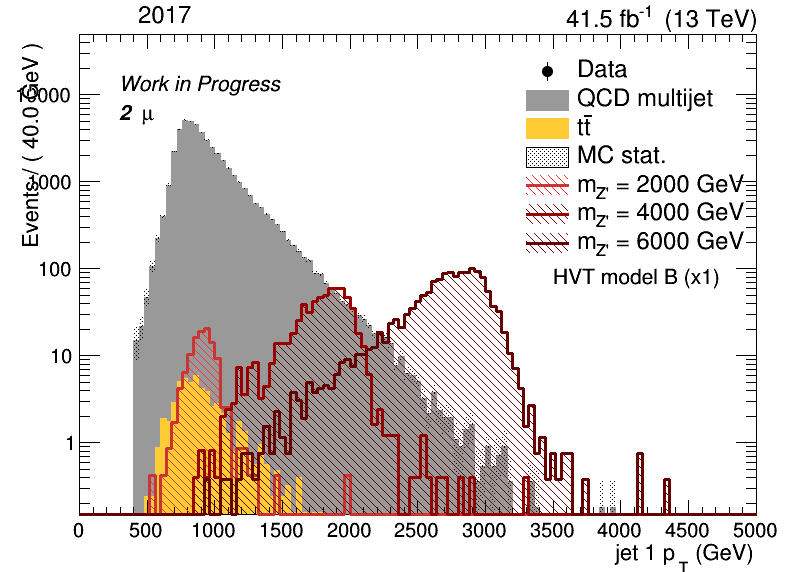 2017
41.5 fb⁻¹ (13 TeV)
Events / ( 40.0 GeV )
Work in Progress
2 μ
Data
QCD multijet
tt̄
MC stat.
m_Z' = 2000 GeV
m_Z' = 4000 GeV
m_Z' = 6000 GeV
HVT model B (x1)
10000
1000
100
10
1
0 500 1000 1500 2000 2500 3000 3500 4000 4500 5000
jet 1 p_T (GeV)